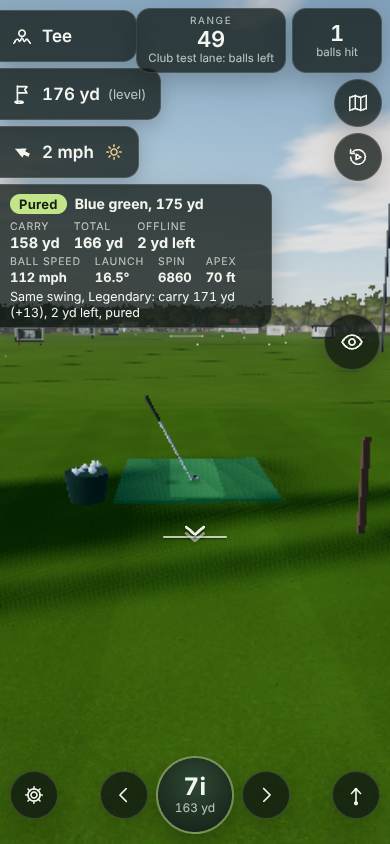 Tee
RANGE
49
Club test lane: balls left
1
balls hit
176 yd (level)
2 mph
Pured Blue green, 175 yd
CARRY TOTAL OFFLINE
158 yd 166 yd 2 yd left
BALL SPEED LAUNCH SPIN APEX
112 mph 16.5° 6860 70 ft
Same swing, Legendary: carry 171 yd
(+13), 2 yd left, pured
7i
163 yd